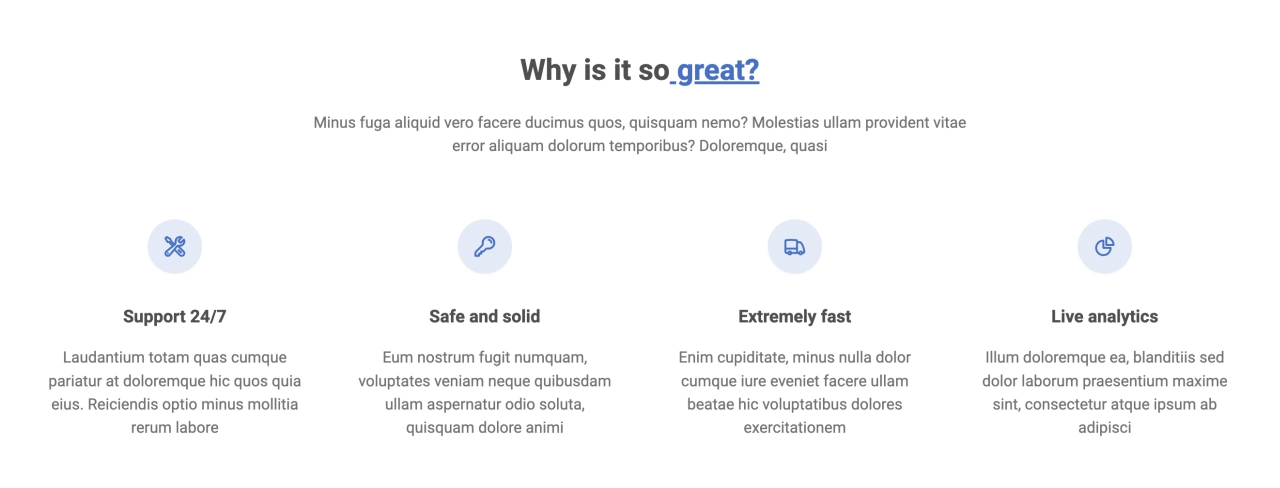 Why is it so great?
Minus fuga aliquid vero facere ducimus quos, quisquam nemo? Molestias ullam provident vitae
error aliquam dolorum temporibus? Doloremque, quasi
Support 24/7
Laudantium totam quas cumque
pariatur at doloremque hic quos quia
eius. Reiciendis optio minus mollitia
rerum labore
Safe and solid
Eum nostrum fugit numquam,
voluptates veniam neque quibusdam
ullam aspernatur odio soluta,
quisquam dolore animi
Extremely fast
Enim cupiditate, minus nulla dolor
cumque iure eveniet facere ullam
beatae hic voluptatibus dolores
exercitationem
Live analytics
Illum doloremque ea, blanditiis sed
dolor laborum praesentium maxime
sint, consectetur atque ipsum ab
adipisci